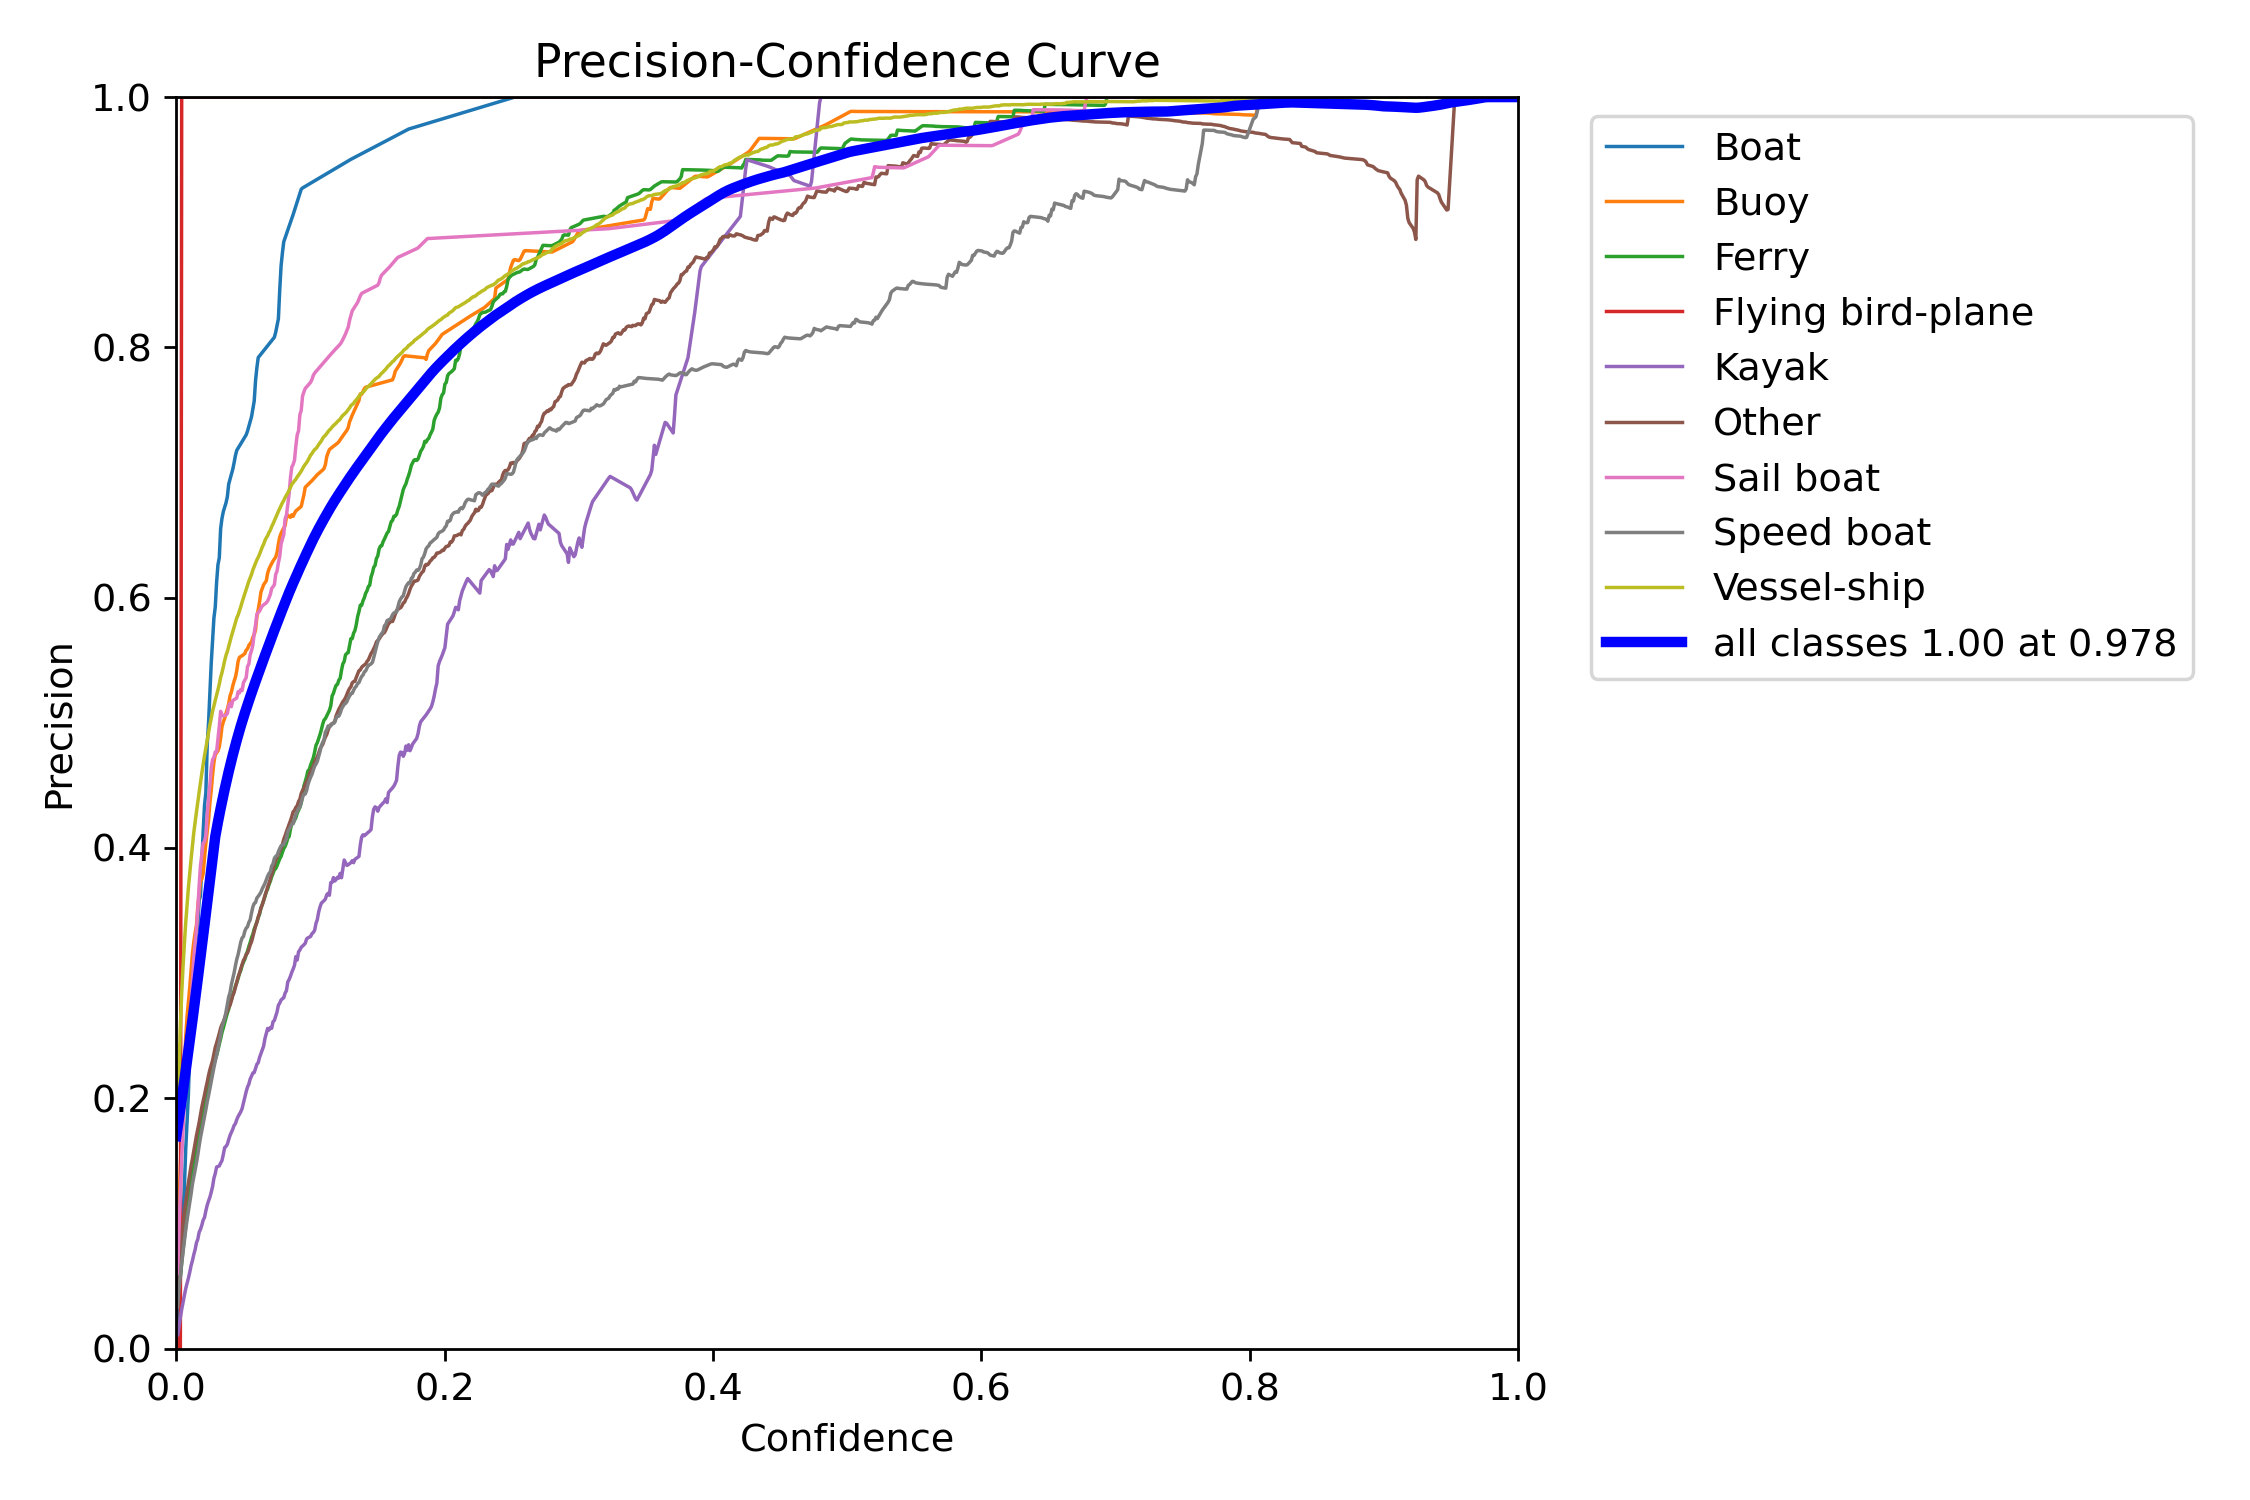 Precision-Confidence Curve
1.0
0.8
0.6
0.4
0.2
0.0
Precision
0.0 0.2 0.4 0.6 0.8 1.0
Confidence
Boat
Buoy
Ferry
Flying bird-plane
Kayak
Other
Sail boat
Speed boat
Vessel-ship
all classes 1.00 at 0.978